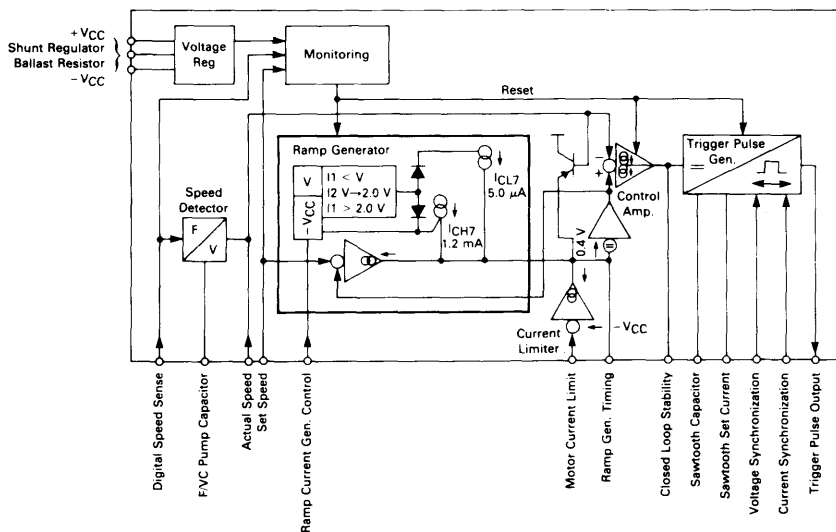 + VCC
Shunt Regulator
Ballast Resistor
- VCC
Voltage
Reg
Monitoring
Reset
Ramp Generator
V
- VCC
I1 < V
I2 V→2.0 V
I1 > 2.0 V
ICL7
5.0 µA
ICH7
1.2 mA
Speed
Detector
F
V
- +
Control
Amp.
0.4 V
=
Trigger Pulse
Gen.
=
Current
Limiter
- VCC
Digital Speed Sense
F/VC Pump Capacitor
Actual Speed
Set Speed
Ramp Current Gen. Control
Motor Current Limit
Ramp Gen. Timing
Closed Loop Stability
Sawtooth Capacitor
Sawtooth Set Current
Voltage Synchronization
Current Synchronization
Trigger Pulse Output